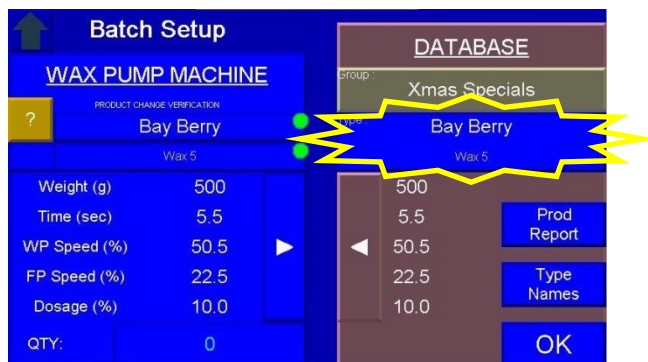 Batch Setup
WAX PUMP MACHINE
PRODUCT CHANGE VERIFICATION
?
Bay Berry
Wax 5
Weight (g) 500
Time (sec) 5.5
WP Speed (%) 50.5
FP Speed (%) 22.5
Dosage (%) 10.0
QTY: 0
DATABASE
Group :
Xmas Specials
Type :
Bay Berry
Wax 5
500
5.5
50.5
22.5
10.0
Prod
Report
Type
Names
OK